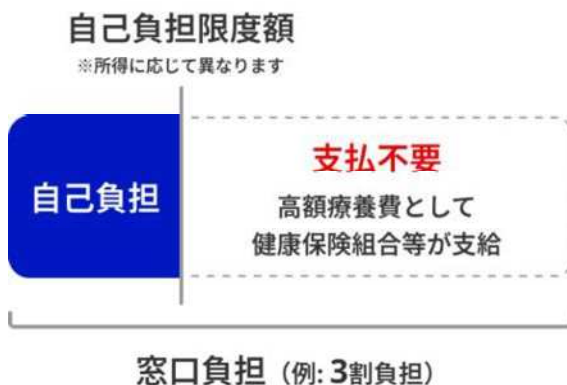 自己負担限度額
※所得に応じて異なります
自己負担
支払不要
高額療養費として
健康保険組合等が支給
窓口負担（例: 3割負担）